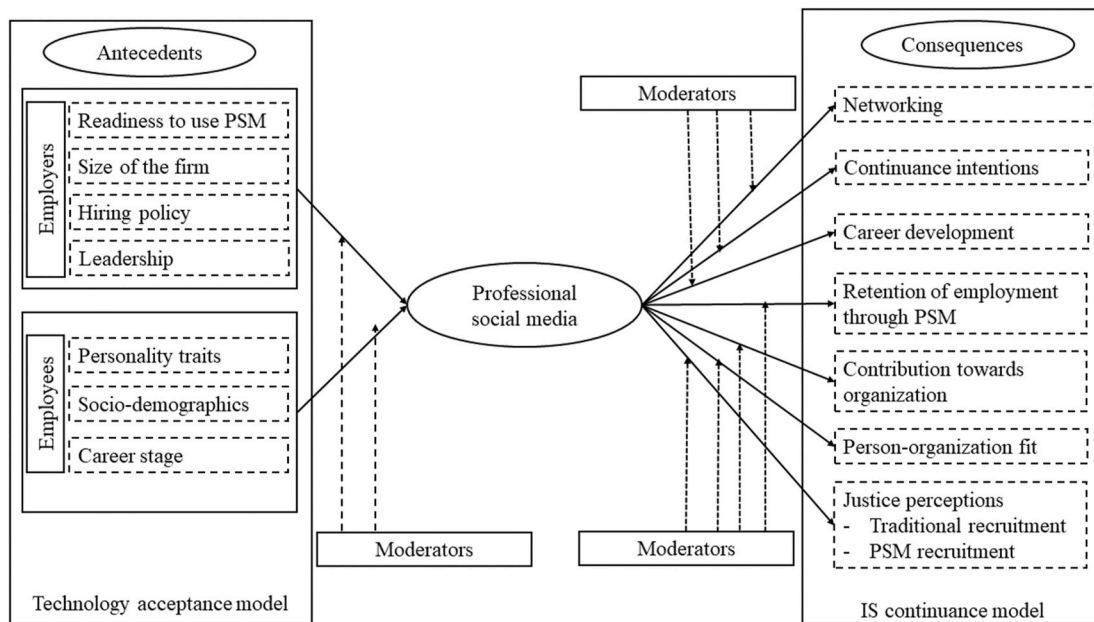 Antecedents
Employers
Readiness to use PSM
Size of the firm
Hiring policy
Leadership
Employees
Personality traits
Socio-demographics
Career stage
Technology acceptance model
Moderators
Professional
social media
Moderators
Moderators
Consequences
Networking
Continuance intentions
Career development
Retention of employment
through PSM
Contribution towards
organization
Person-organization fit
Justice perceptions
- Traditional recruitment
- PSM recruitment
IS continuance model